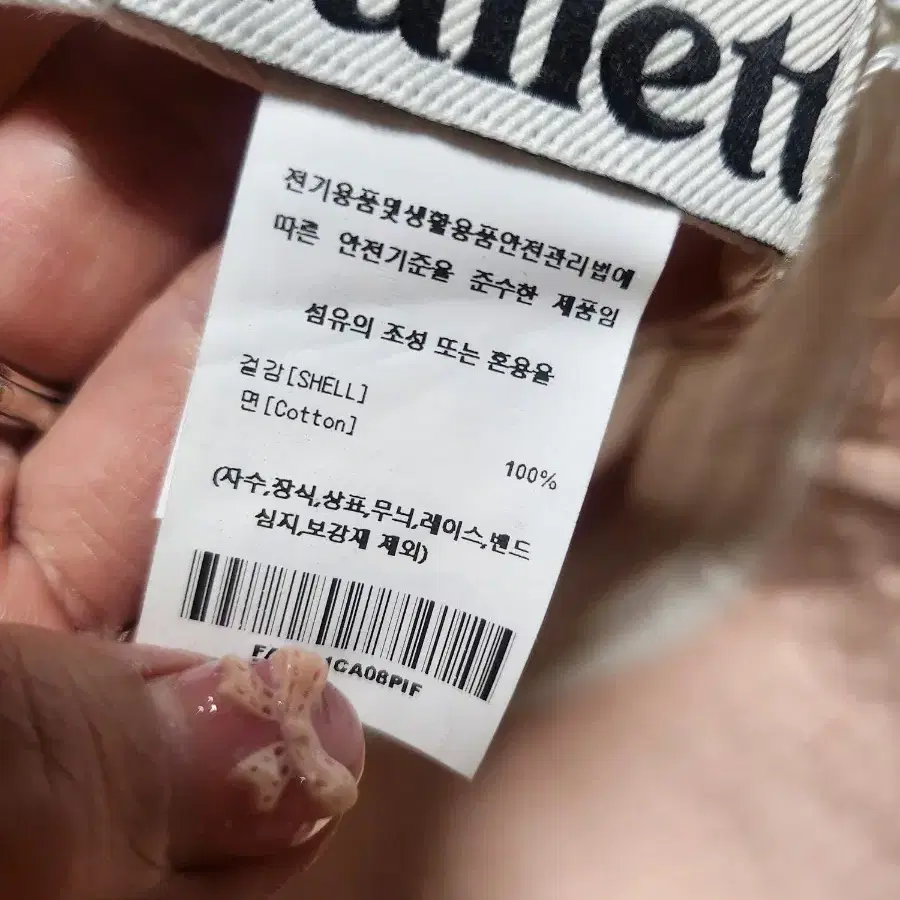 전기용품및생활용품안전관리법에
따른 안전기준을 준수한 제품임
섬유의 조성 또는 혼용율
겉감[SHELL]
면[Cotton]
100%
(자수,장식,상표,무늬,레이스,밴드
심지,보강재 제외)